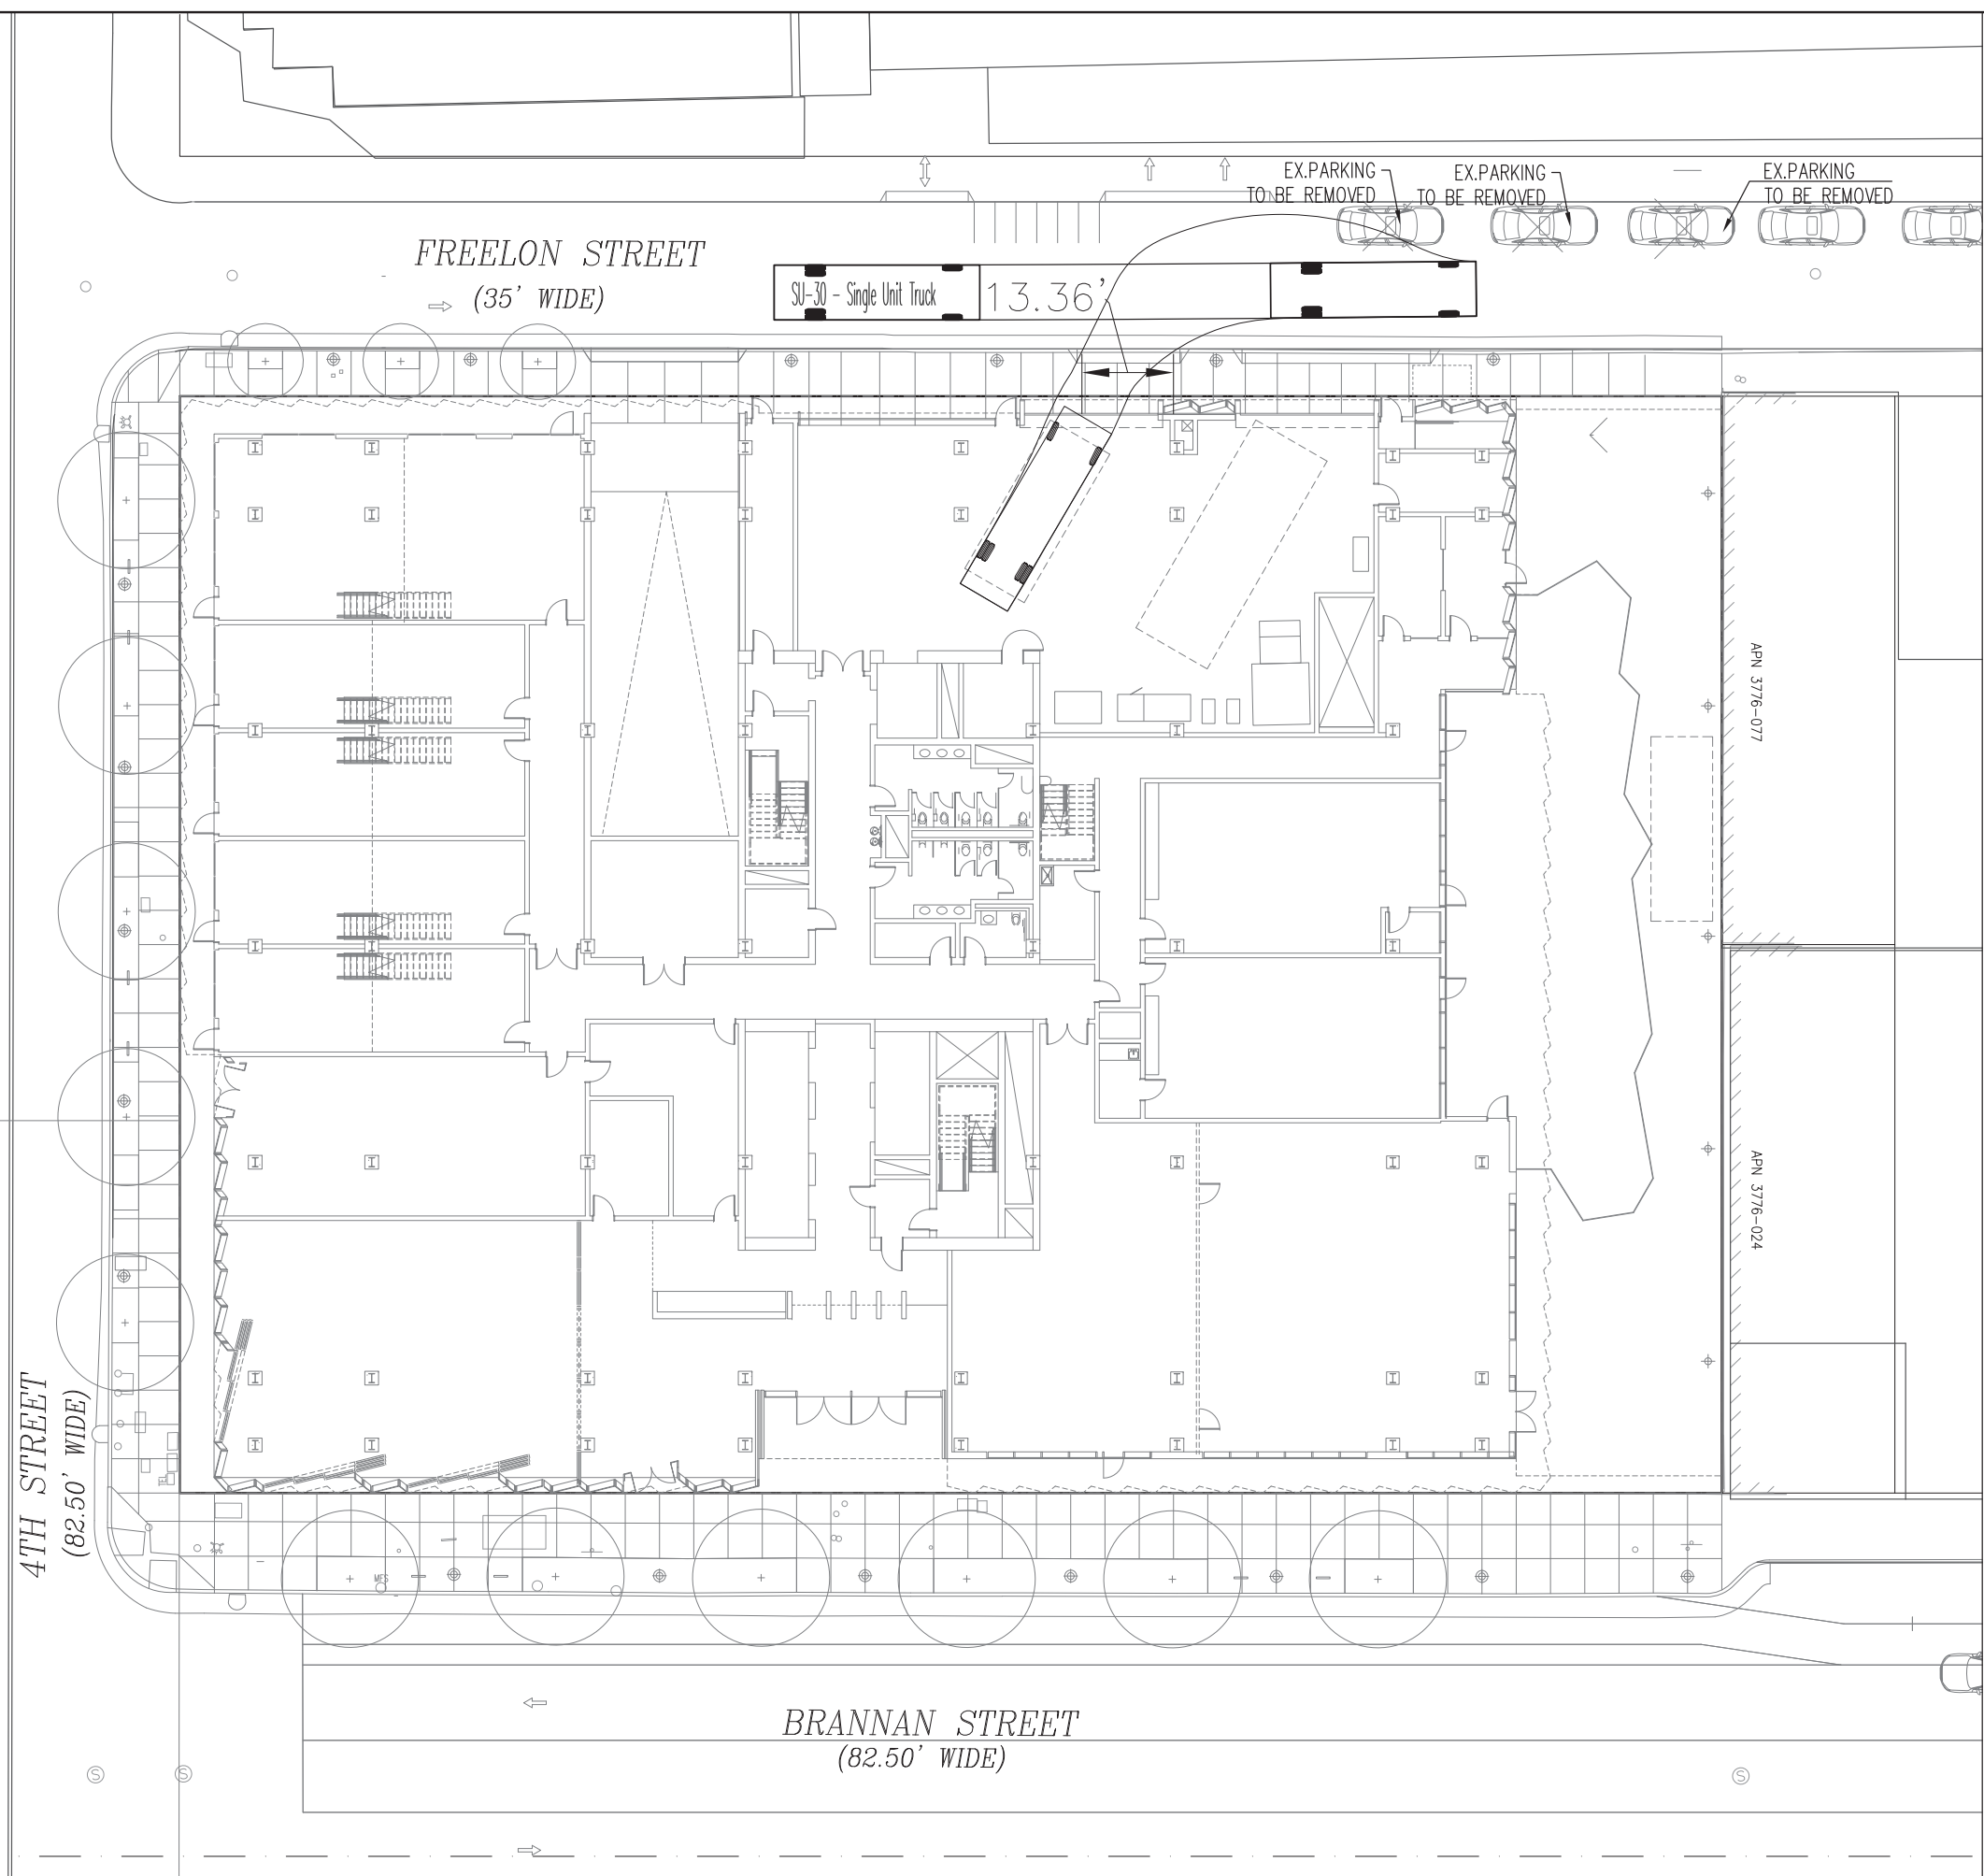 EX.PARKING
TO BE REMOVED
EX.PARKING
TO BE REMOVED
EX.PARKING
TO BE REMOVED
FREELON STREET
(35' WIDE)
SU-30 - Single Unit Truck
13.36'
APN 3776-077
APN 3776-024
4TH STREET
(82.50' WIDE)
MFS
BRANNAN STREET
(82.50' WIDE)
S
S
S